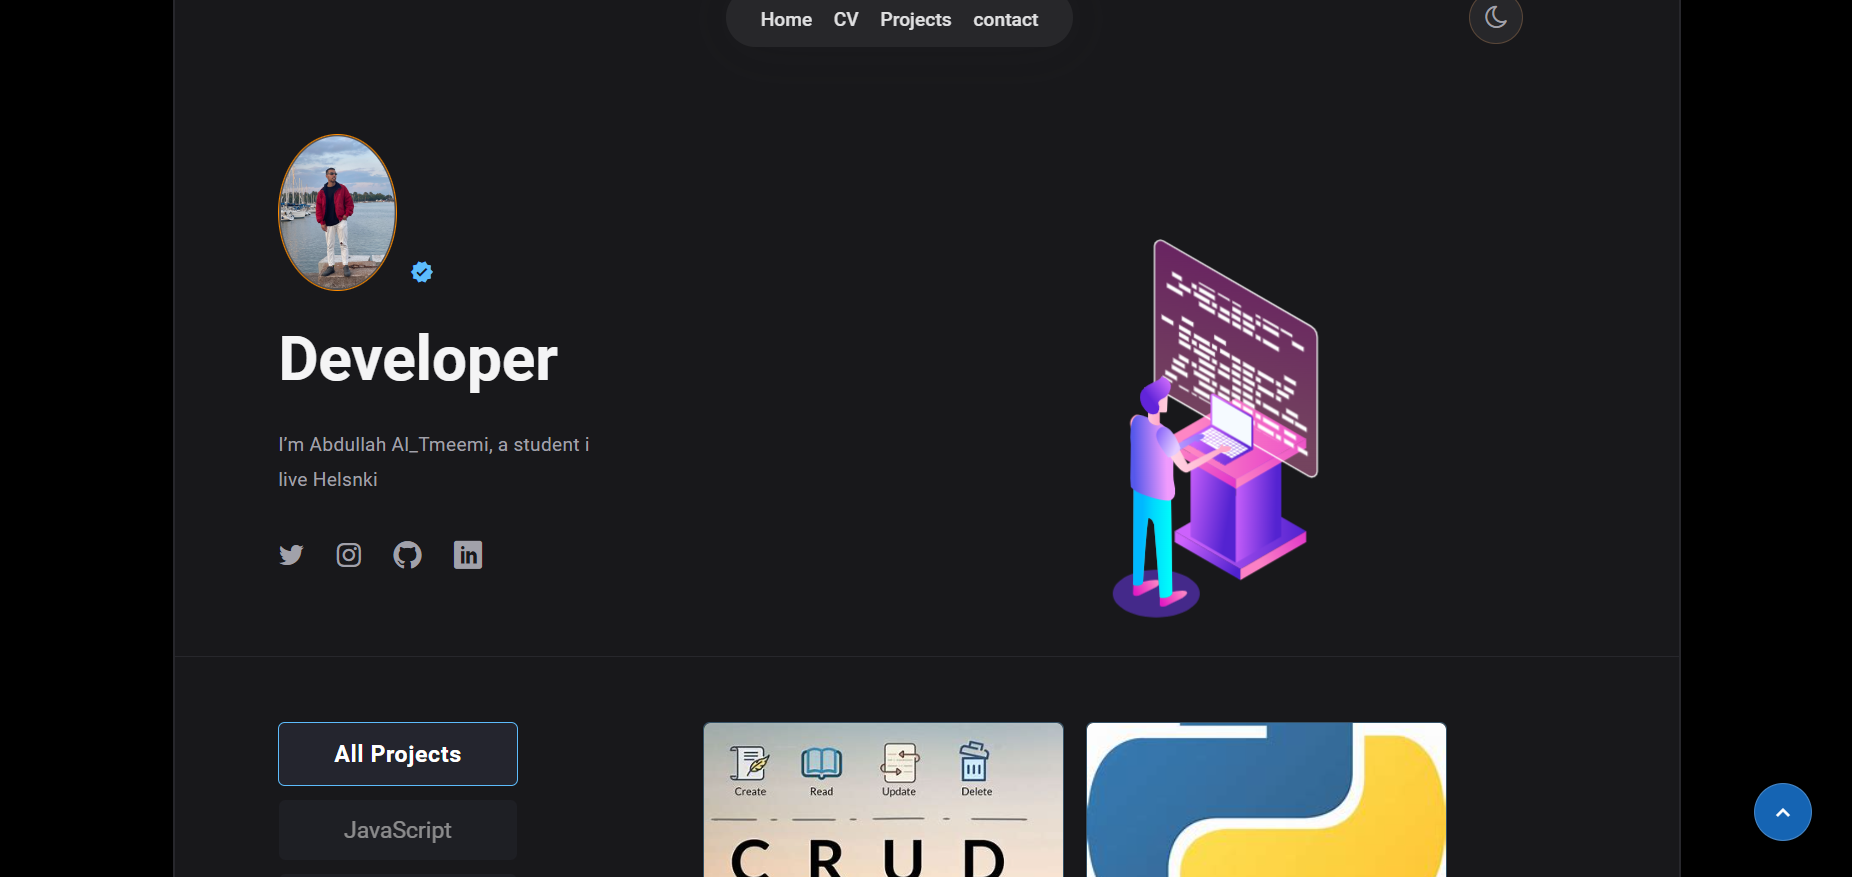 Home CV Projects contact
Developer
I’m Abdullah Al_Tmeemi, a student i
live Helsnki
All Projects
JavaScript
Create Read Update Delete
C R U D